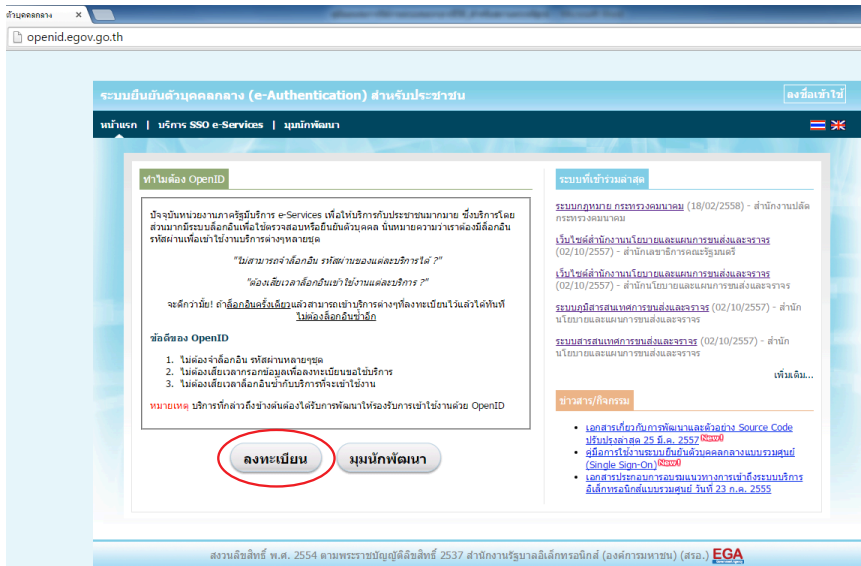 ตัวบุคคลกลาง ×
openid.egov.go.th
ระบบยืนยันตัวบุคคลกลาง (e-Authentication) สำหรับประชาชน
ลงชื่อเข้าใช้
หน้าแรก | บริการ SSO e-Services | มุมนักพัฒนา
ทำไมต้อง OpenID
ปัจจุบันหน่วยงานภาครัฐมีบริการ e-Services เพื่อให้บริการกับประชาชนมากมาย ซึ่งบริการโดย
ส่วนมากมีระบบล็อกอินเพื่อใช้ตรวจสอบหรือยืนยันตัวบุคคล นั่นหมายความว่าเราต้องมีล็อกอิน
รหัสผ่านเพื่อเข้าใช้งานบริการต่างๆหลายชุด
"ไม่สามารถจำล็อกอิน รหัสผ่านของแต่ละบริการได้ ?"
"ต้องเสียเวลาล็อกอินเข้าใช้งานแต่ละบริการ ?"
จะดีกว่ามั้ย! ถ้าล็อกอินครั้งเดียวแล้วสามารถเข้าบริการต่างๆที่ลงทะเบียนไว้แล้วได้ทันที
ไม่ต้องล็อกอินซ้ำอีก
ข้อดีของ OpenID
1. ไม่ต้องจำล็อกอิน รหัสผ่านหลายๆชุด
2. ไม่ต้องเสียเวลากรอกข้อมูลเพื่อลงทะเบียนขอใช้บริการ
3. ไม่ต้องเสียเวลาล็อกอินซ้ำกับบริการที่จะเข้าใช้งาน
หมายเหตุ บริการที่กล่าวถึงข้างต้นต้องได้รับการพัฒนาให้รองรับการเข้าใช้งานด้วย OpenID
ลงทะเบียน
มุมนักพัฒนา
ระบบที่เข้าร่วมล่าสุด
ระบบกฎหมาย กระทรวงคมนาคม (18/02/2558) - สำนักงานปลัด
กระทรวงคมนาคม
เว็บไซต์สำนักงานนโยบายและแผนการขนส่งและจราจร
(02/10/2557) - สำนักเลขาธิการคณะรัฐมนตรี
เว็บไซต์สำนักงานนโยบายและแผนการขนส่งและจราจร
(02/10/2557) - สำนักนโยบายและแผนการขนส่งและจราจร
ระบบภูมิสารสนเทศการขนส่งและจราจร (02/10/2557) - สำนัก
นโยบายและแผนการขนส่งและจราจร
ระบบสารสนเทศการขนส่งและจราจร (02/10/2557) - สำนัก
นโยบายและแผนการขนส่งและจราจร
เพิ่มเติม...
ข่าวสาร/กิจกรรม
• เอกสารเกี่ยวกับการพัฒนาและตัวอย่าง Source Code
ปรับปรุงล่าสุด 25 มี.ค. 2557 New!
• คู่มือการใช้งานระบบยืนยันตัวบุคคลกลางแบบรวมศูนย์
(Single Sign-On) New!
• เอกสารประกอบการอบรมแนวทางการเข้าถึงระบบบริการ
อิเล็กทรอนิกส์แบบรวมศูนย์ วันที่ 23 ก.ค. 2555
สงวนลิขสิทธิ์ พ.ศ. 2554 ตามพระราชบัญญัติลิขสิทธิ์ 2537 สำนักงานรัฐบาลอิเล็กทรอนิกส์ (องค์การมหาชน) (สรอ.) EGA